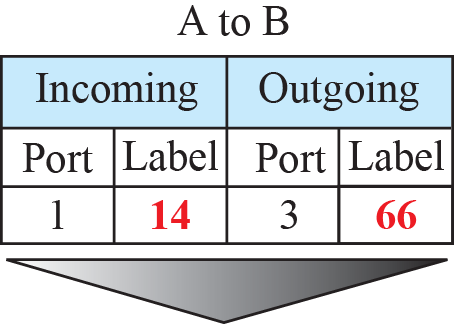 A to B
Incoming Outgoing
Port Label Port Label
1 14 3 66